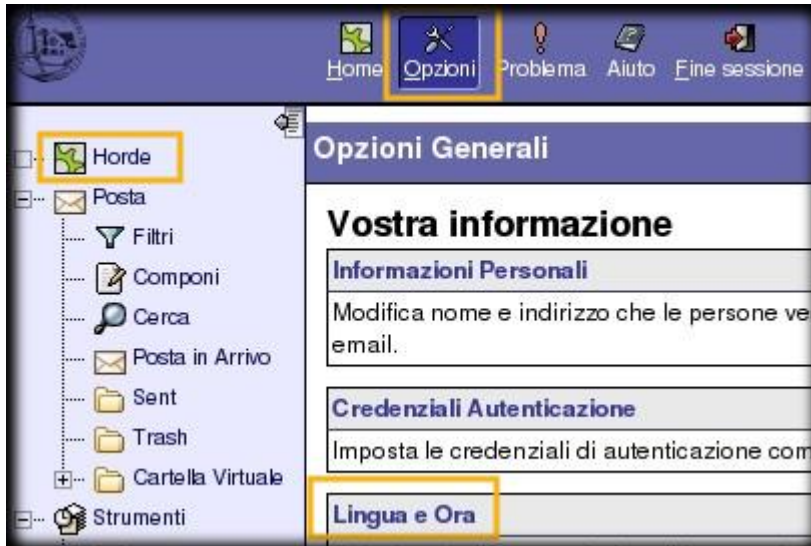 Home Opzioni Problema Aiuto Fine sessione
Horde
Posta
Filtri
Componi
Cerca
Posta in Arrivo
Sent
Trash
Cartella Virtuale
Strumenti
Opzioni Generali
Vostra informazione
Informazioni Personali
Modifica nome e indirizzo che le persone ve
email.
Credenziali Autenticazione
Imposta le credenziali di autenticazione com
Lingua e Ora